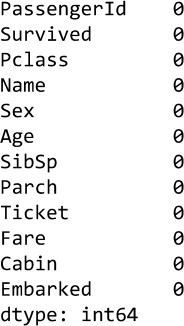 PassengerId    0
Survived       0
Pclass         0
Name           0
Sex            0
Age            0
SibSp          0
Parch          0
Ticket         0
Fare           0
Cabin          0
Embarked       0
dtype: int64